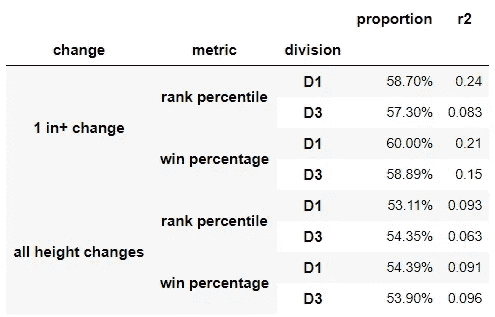 proportion r2
change metric division
1 in+ change rank percentile D1 58.70% 0.24
D3 57.30% 0.083
win percentage D1 60.00% 0.21
D3 58.89% 0.15
all height changes rank percentile D1 53.11% 0.093
D3 54.35% 0.063
win percentage D1 54.39% 0.091
D3 53.90% 0.096